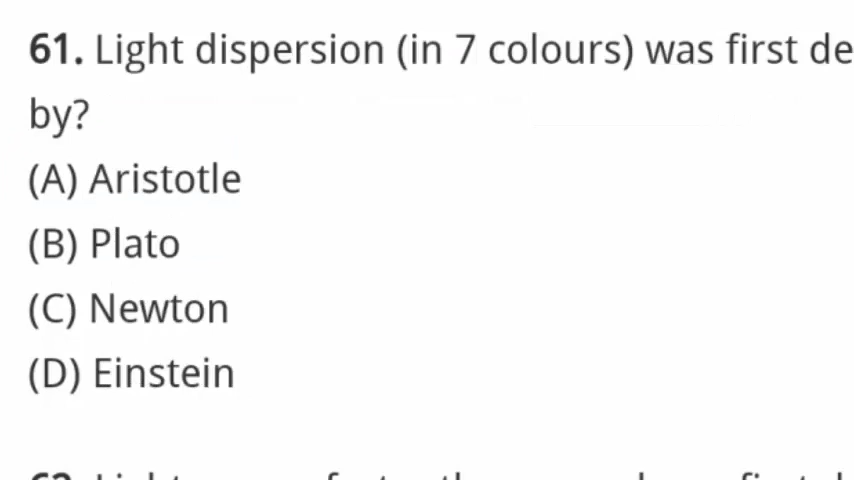 61. Light dispersion (in 7 colours) was first de
by?
(A) Aristotle
(B) Plato
(C) Newton
(D) Einstein